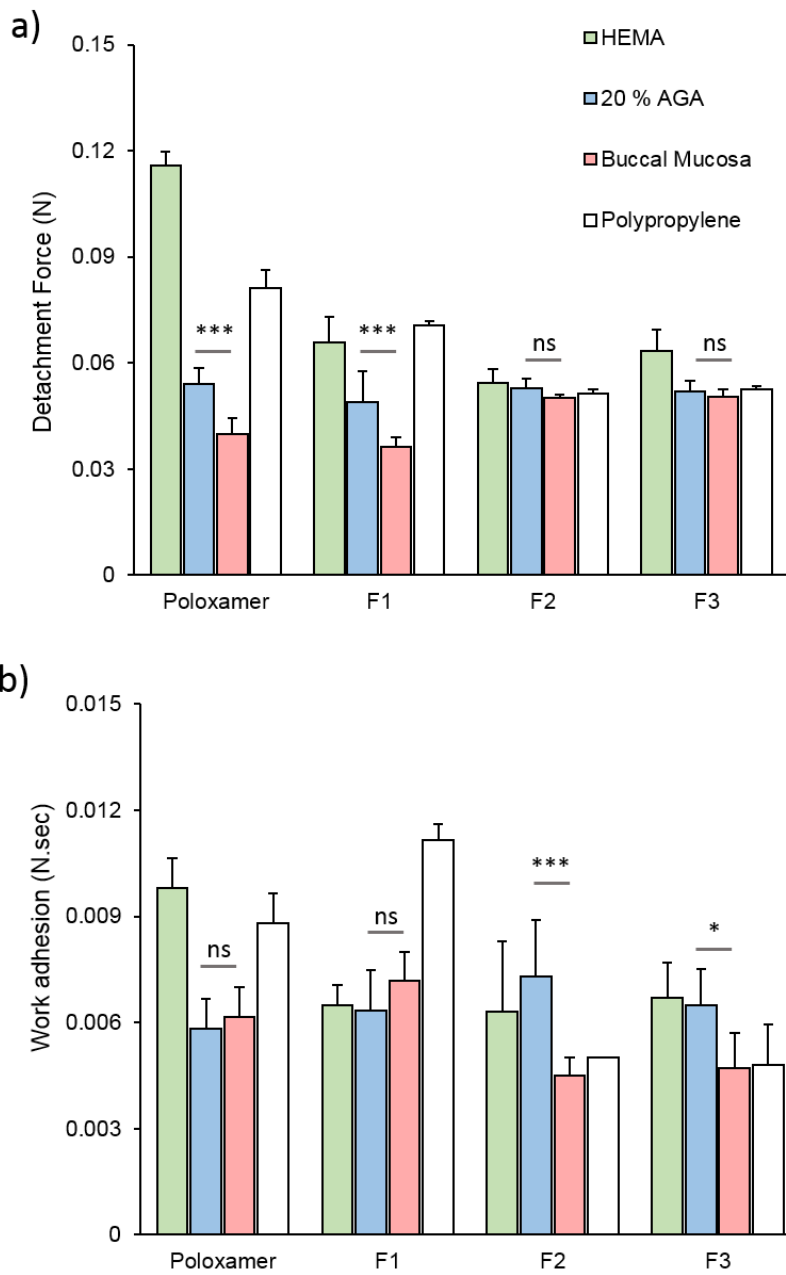 a)
Detachment Force (N)
0.15
0.12
0.09
0.06
0.03
0
HEMA
20 % AGA
Buccal Mucosa
Polypropylene
***
***
ns
ns
Poloxamer
F1
F2
F3
b)
Work adhesion (N.sec)
0.015
0.012
0.009
0.006
0.003
0
ns
ns
***
*
Poloxamer
F1
F2
F3